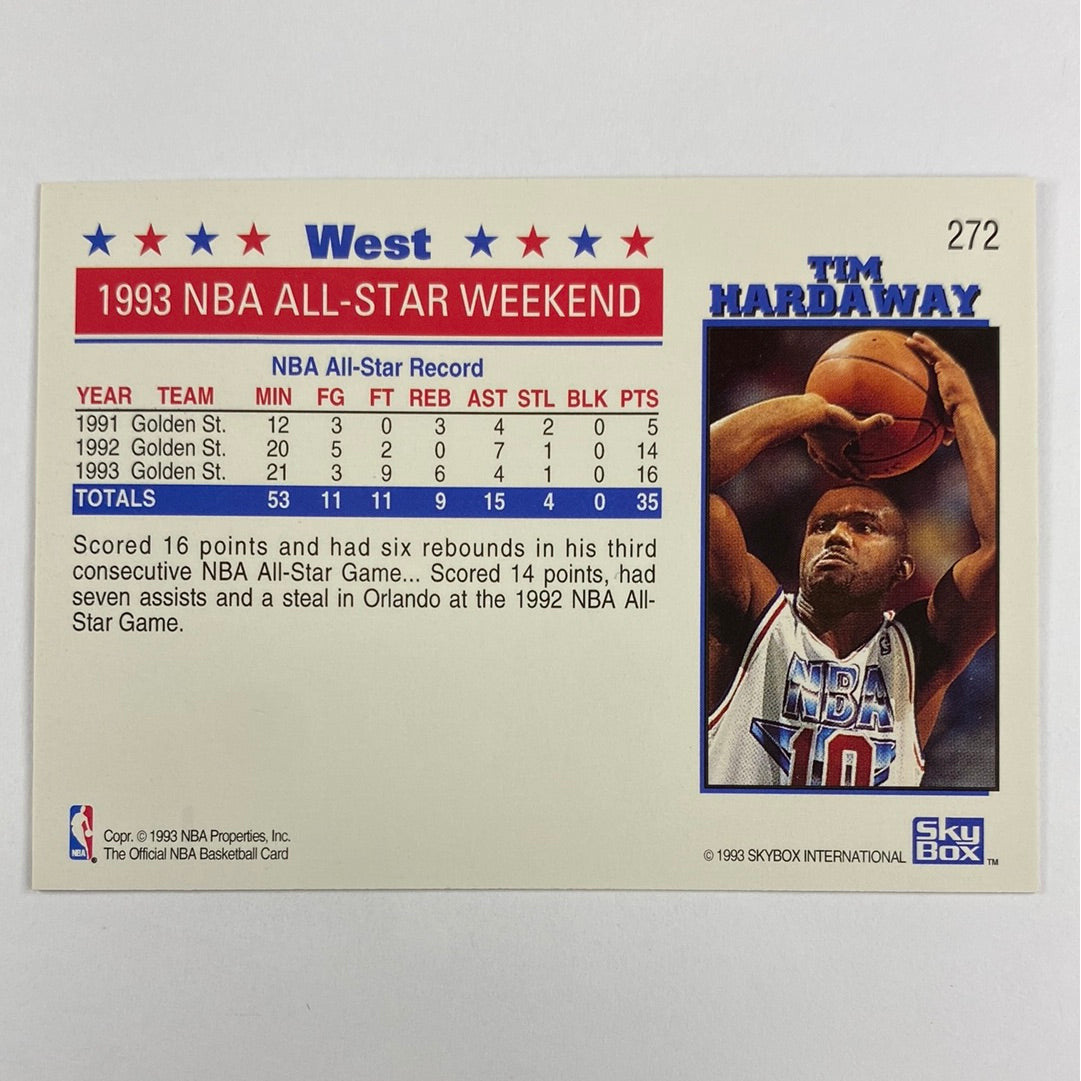 West
272
1993 NBA ALL-STAR WEEKEND
TIM
HARDAWAY
NBA All-Star Record
YEAR TEAM MIN FG FT REB AST STL BLK PTS
1991 Golden St. 12 3 0 3 4 2 0 5
1992 Golden St. 20 5 2 0 7 1 0 14
1993 Golden St. 21 3 9 6 4 1 0 16
TOTALS 53 11 11 9 15 4 0 35
Scored 16 points and had six rebounds in his third
consecutive NBA All-Star Game... Scored 14 points, had
seven assists and a steal in Orlando at the 1992 NBA All-
Star Game.
NBA
10
NBA
Copr. © 1993 NBA Properties, Inc.
The Official NBA Basketball Card
© 1993 SKYBOX INTERNATIONAL
Sky
Box TM